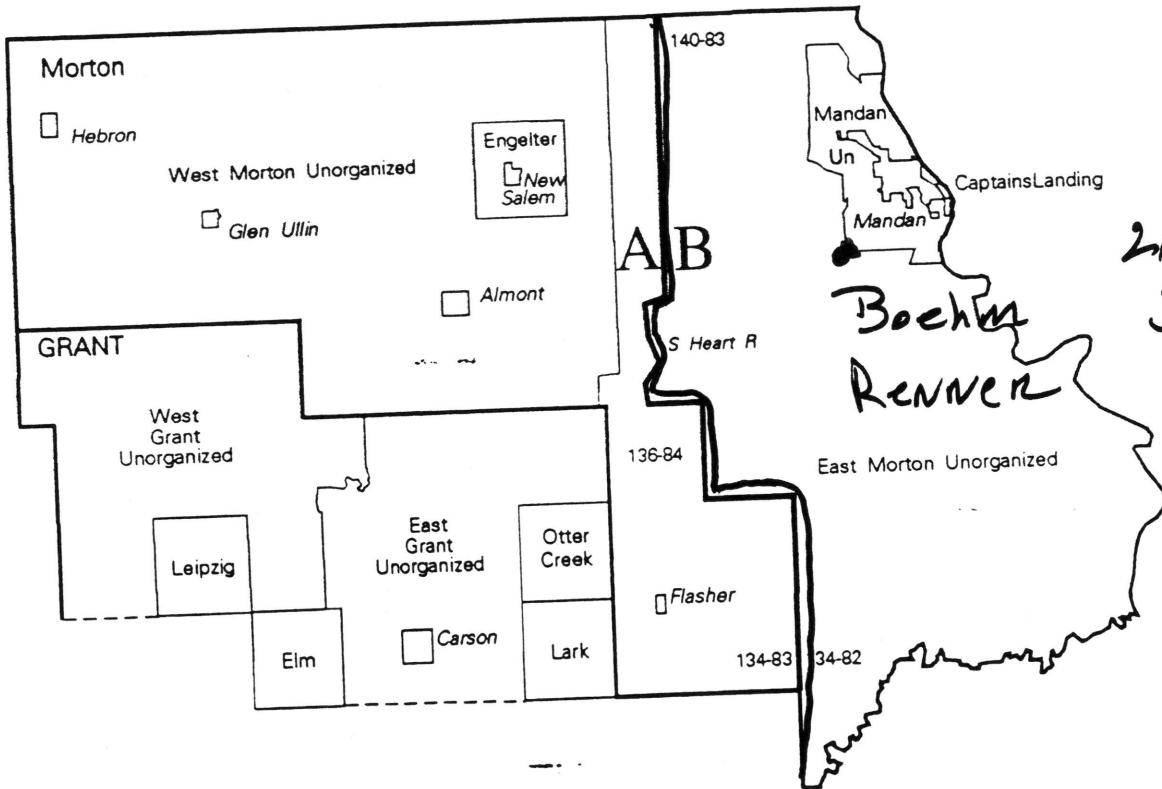 140-83
Morton
Hebron
Mandan
Un
Engelter
New
Salem
West Morton Unorganized
CaptainsLanding
Glen Ullin
Mandan
A B
Almont
Boehm
S Heart R
GRANT
Renner
West
Grant
Unorganized
136-84
East Morton Unorganized
East
Grant
Unorganized
Otter
Creek
Leipzig
Flasher
Carson
Elm
Lark
134-83
34-82